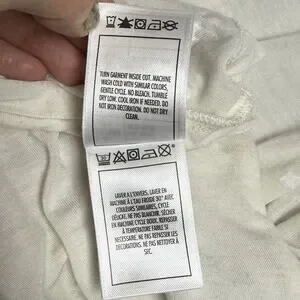 TURN GARMENT INSIDE OUT. MACHINE
WASH COLD WITH SIMILAR COLORS,
GENTLE CYCLE. NO BLEACH. TUMBLE
DRY LOW. COOL IRON IF NEEDED. DO
NOT IRON DECORATION. DO NOT DRY
CLEAN.
LAVER A L'ENVERS. LAVER EN
MACHINE À L'EAU FROIDE 30° AVEC
COULEURS SIMILAIRES, CYCLE
DÉLICAT. NE PAS BLANCHIR. SÉCHER
EN MACHINE CYCLE DOUX. REPASSER
À TEMPERATURE FAIBLE SI
NECESSAIRE. NE PAS REPASSER LES
DECORATIONS. NE PAS NETTOYER À
SEC.